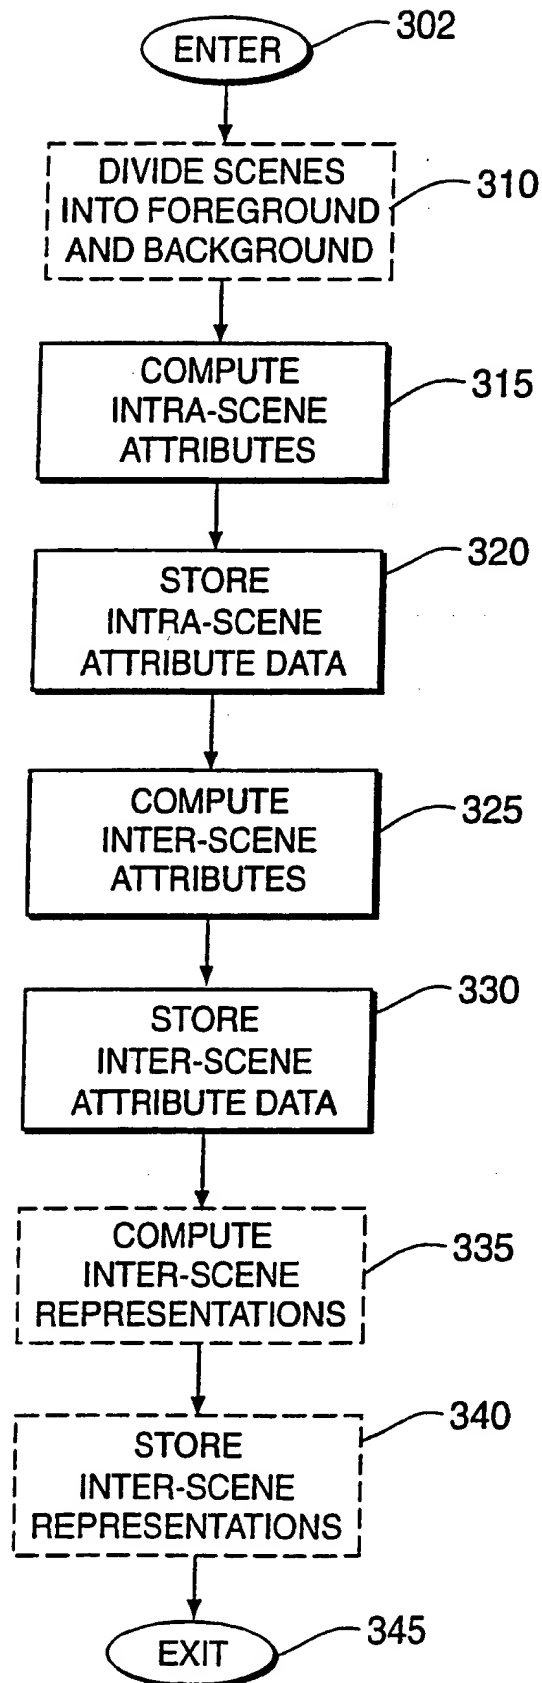 ENTER
302
DIVIDE SCENES
INTO FOREGROUND
AND BACKGROUND
310
COMPUTE
INTRA-SCENE
ATTRIBUTES
315
STORE
INTRA-SCENE
ATTRIBUTE DATA
320
COMPUTE
INTER-SCENE
ATTRIBUTES
325
STORE
INTER-SCENE
ATTRIBUTE DATA
330
COMPUTE
INTER-SCENE
REPRESENTATIONS
335
STORE
INTER-SCENE
REPRESENTATIONS
340
EXIT
345